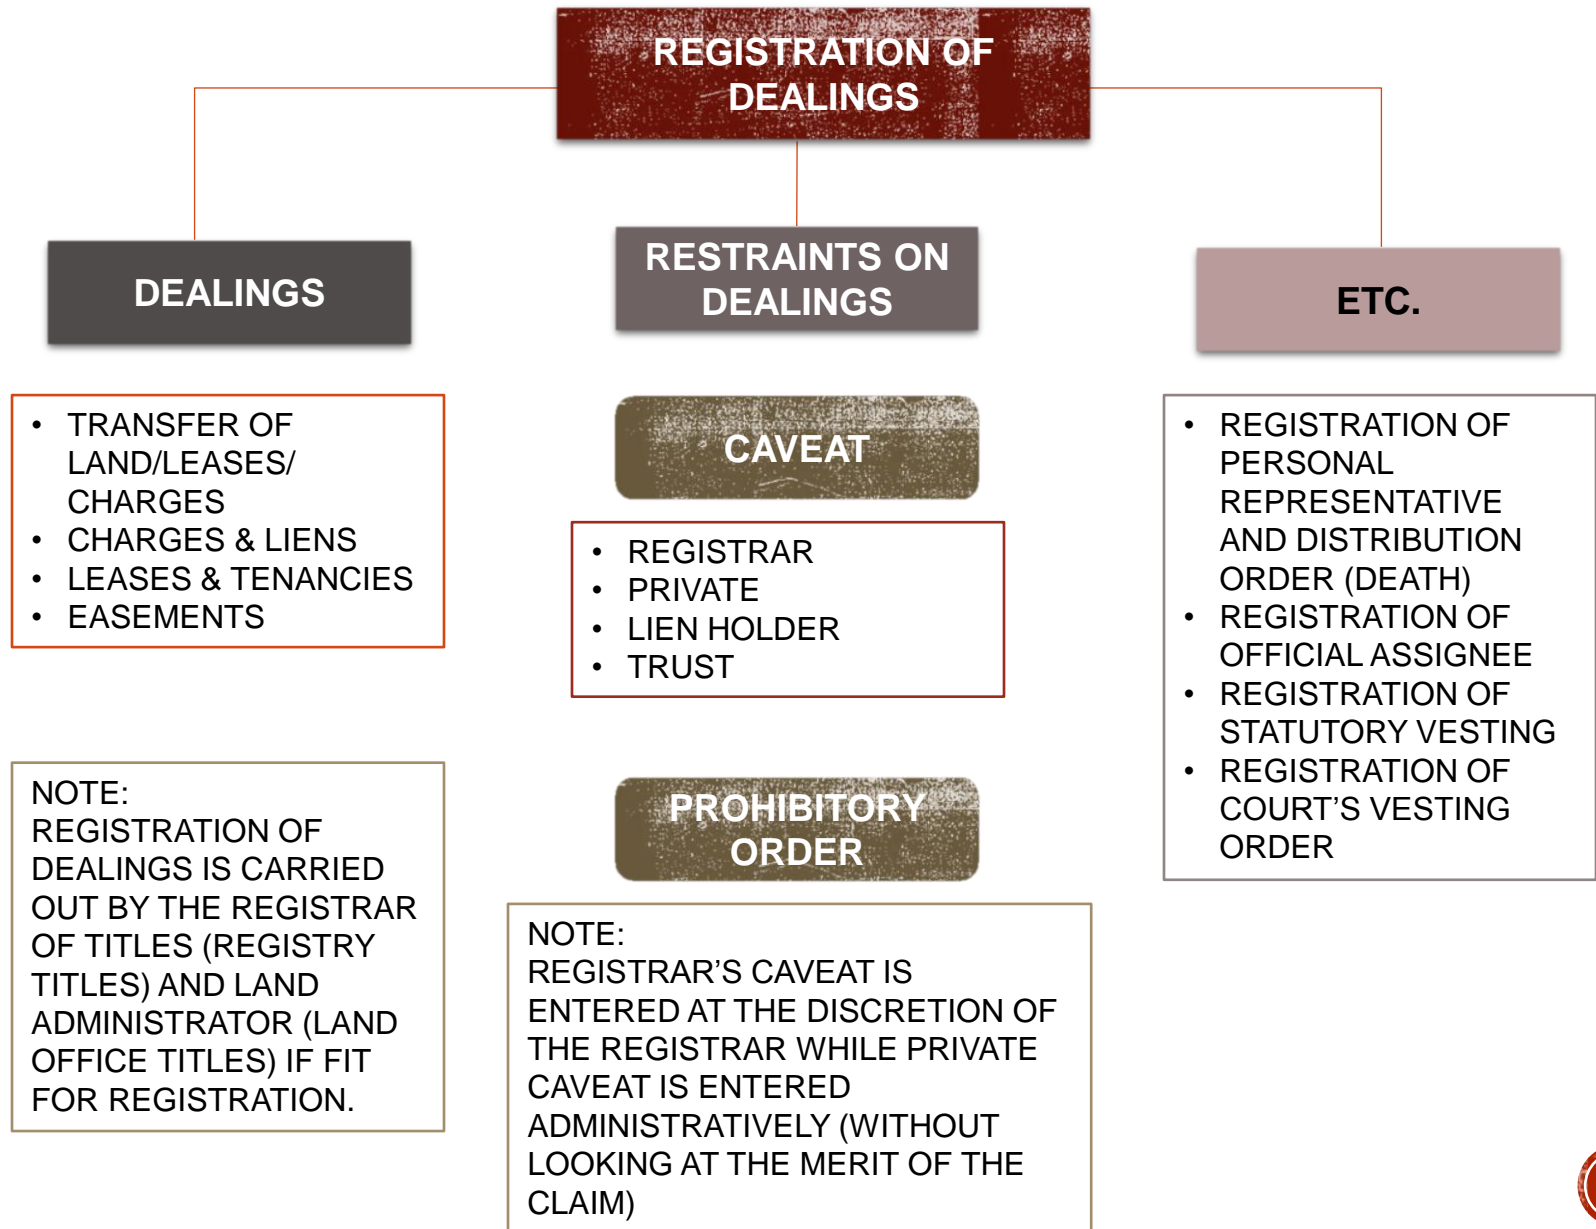 REGISTRATION OF
DEALINGS
DEALINGS
• TRANSFER OF
LAND/LEASES/
CHARGES
• CHARGES & LIENS
• LEASES & TENANCIES
• EASEMENTS
NOTE:
REGISTRATION OF
DEALINGS IS CARRIED
OUT BY THE REGISTRAR
OF TITLES (REGISTRY
TITLES) AND LAND
ADMINISTRATOR (LAND
OFFICE TITLES) IF FIT
FOR REGISTRATION.
RESTRAINTS ON
DEALINGS
CAVEAT
• REGISTRAR
• PRIVATE
• LIEN HOLDER
• TRUST
PROHIBITORY
ORDER
NOTE:
REGISTRAR'S CAVEAT IS
ENTERED AT THE DISCRETION OF
THE REGISTRAR WHILE PRIVATE
CAVEAT IS ENTERED
ADMINISTRATIVELY (WITHOUT
LOOKING AT THE MERIT OF THE
CLAIM)
ETC.
• REGISTRATION OF
PERSONAL
REPRESENTATIVE
AND DISTRIBUTION
ORDER (DEATH)
• REGISTRATION OF
OFFICIAL ASSIGNEE
• REGISTRATION OF
STATUTORY VESTING
• REGISTRATION OF
COURT'S VESTING
ORDER